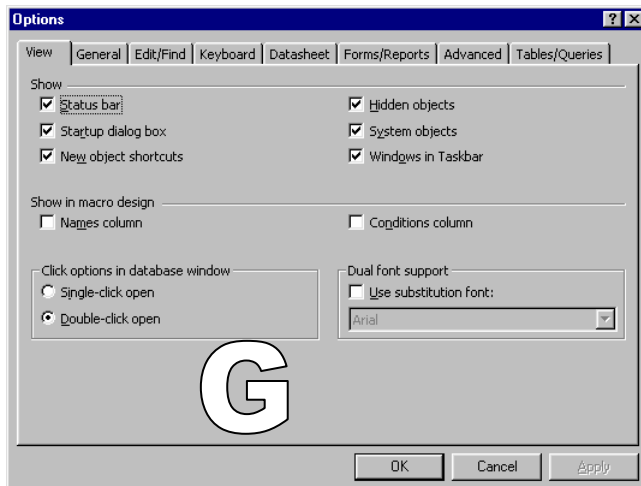 Options
View General Edit/Find Keyboard Datasheet Forms/Reports Advanced Tables/Queries
Show
Status bar Hidden objects
Startup dialog box System objects
New object shortcuts Windows in Taskbar
Show in macro design
Names column Conditions column
Click options in database window Dual font support
Single-click open Use substitution font:
Double-click open Arial
G
OK Cancel Apply